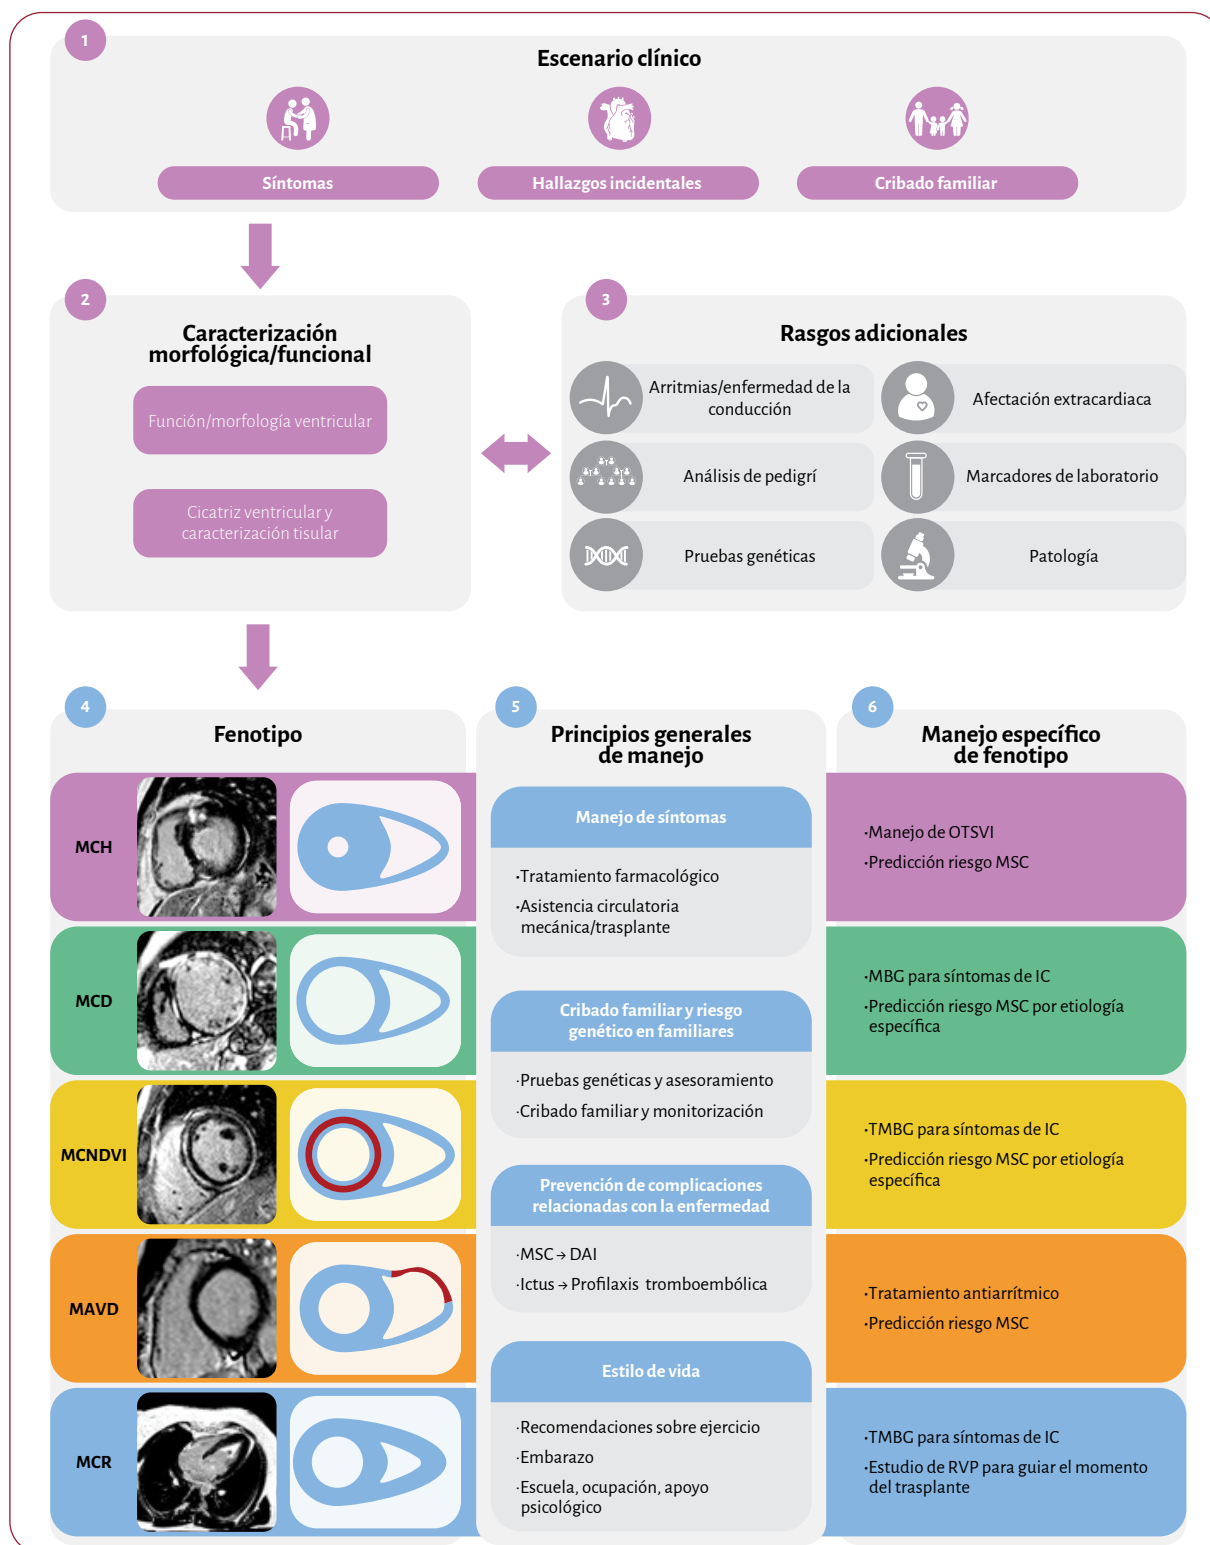 1
Escenario clínico
Síntomas
Hallazgos incidentales
Cribado familiar
2
Caracterización
morfológica/funcional
Función/morfología ventricular
Cicatriz ventricular y
caracterización tisular
3
Rasgos adicionales
Arritmias/enfermedad de la
conducción
Afectación extracardiaca
Análisis de pedigrí
Marcadores de laboratorio
Pruebas genéticas
Patología
4
Fenotipo
MCH
MCD
MCNDVI
MAVD
MCR
5
Principios generales
de manejo
Manejo de síntomas
·Tratamiento farmacológico
·Asistencia circulatoria
mecánica/trasplante
Cribado familiar y riesgo
genético en familiares
·Pruebas genéticas y asesoramiento
·Cribado familiar y monitorización
Prevención de complicaciones
relacionadas con la enfermedad
·MSC → DAI
·Ictus → Profilaxis tromboembólica
Estilo de vida
·Recomendaciones sobre ejercicio
·Embarazo
·Escuela, ocupación, apoyo
psicológico
6
Manejo específico
de fenotipo
·Manejo de OTSVI
·Predicción riesgo MSC
·MBG para síntomas de IC
·Predicción riesgo MSC por etiología
específica
·TMBG para síntomas de IC
·Predicción riesgo MSC por etiología
específica
·Tratamiento antiarrítmico
·Predicción riesgo MSC
·TMBG para síntomas de IC
·Estudio de RVP para guiar el momento
del trasplante